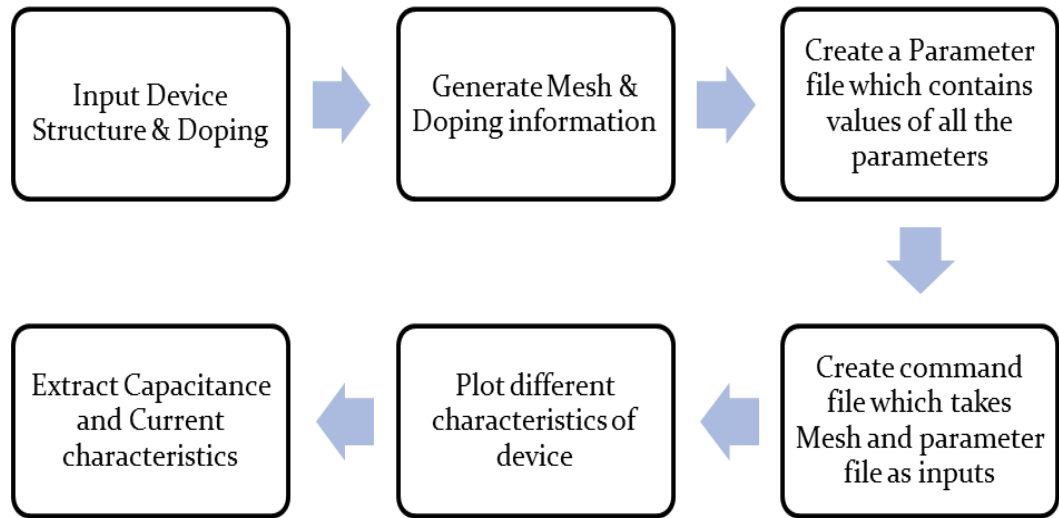 Input Device
Structure & Doping
Generate Mesh &
Doping information
Create a Parameter
file which contains
values of all the
parameters
Create command
file which takes
Mesh and parameter
file as inputs
Plot different
characteristics of
device
Extract Capacitance
and Current
characteristics